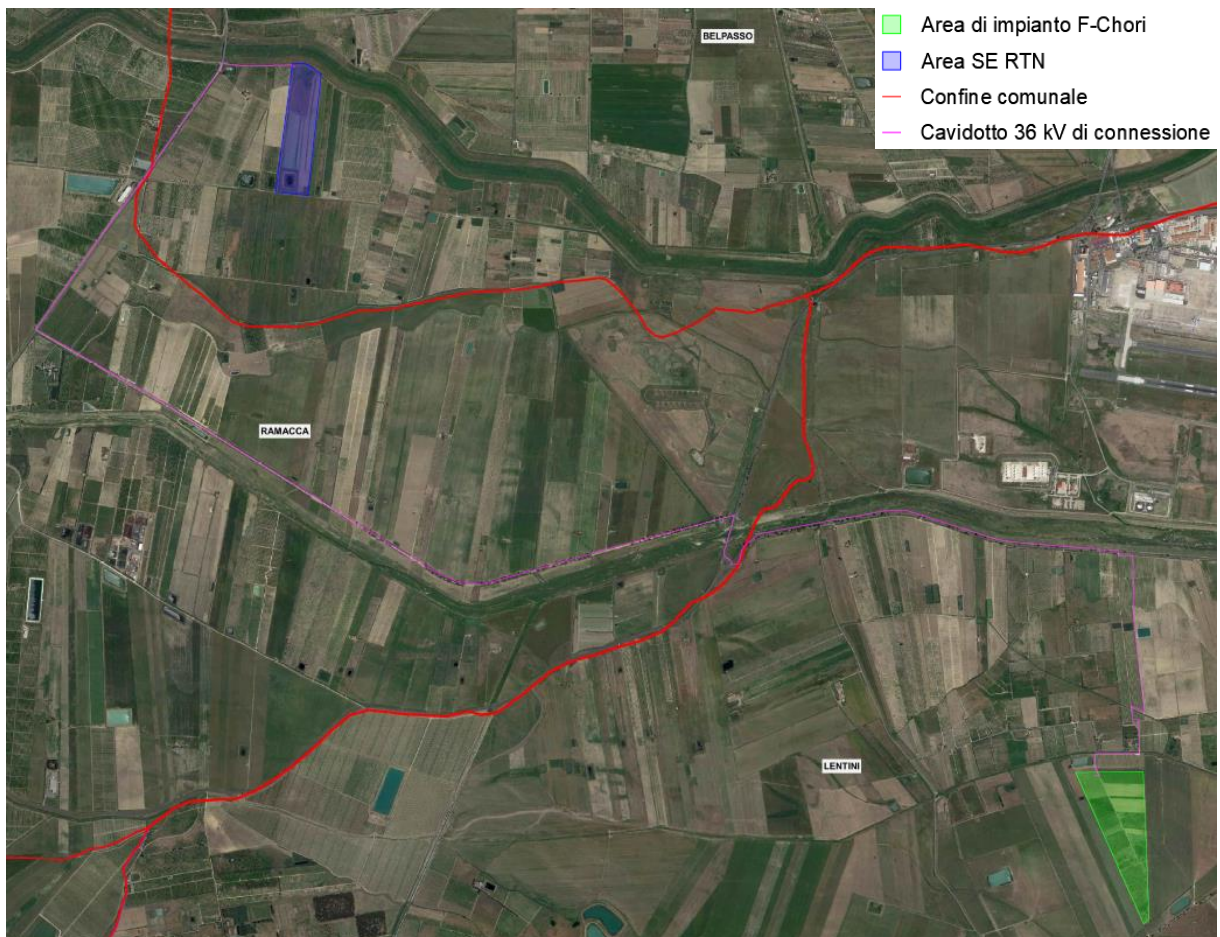 BELPASSO
Area di impianto F-Chori
Area SE RTN
Confine comunale
Cavidotto 36 kV di connessione
RAMACCA
LENTINI